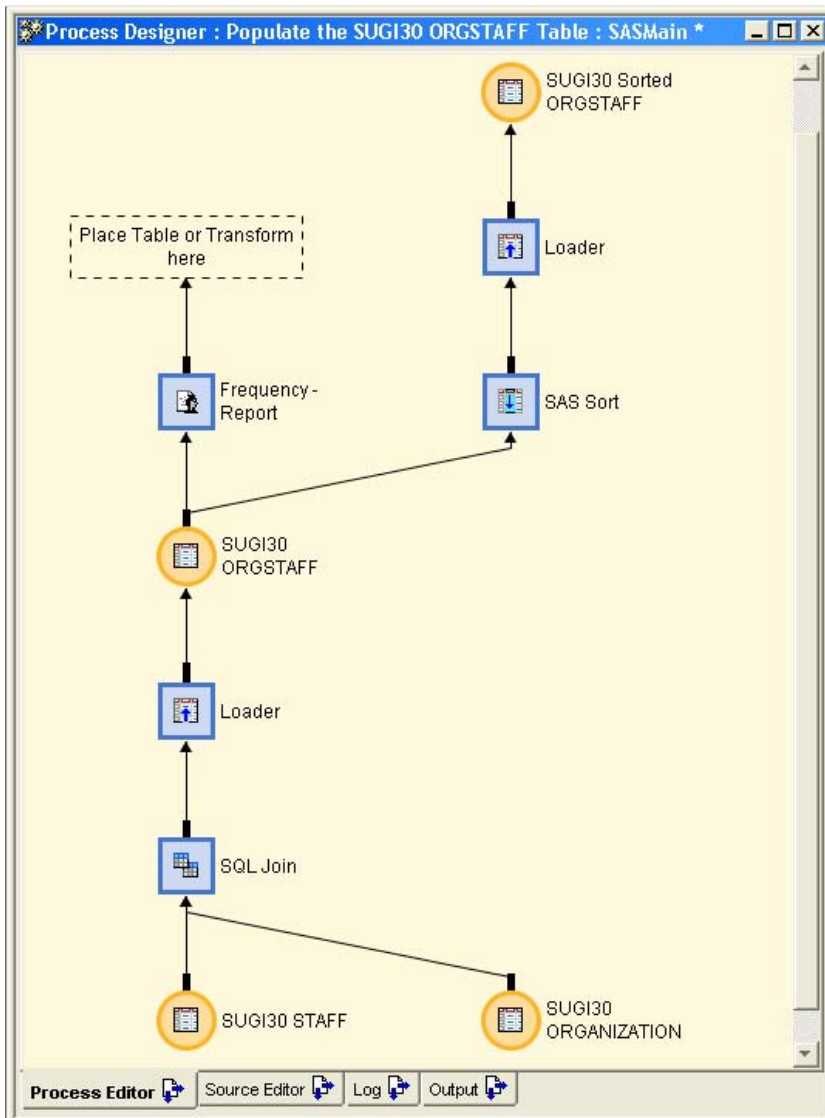 Process Designer : Populate the SUGI30 ORGSTAFF Table : SASMain *
SUGI30 Sorted
ORGSTAFF
Place Table or Transform
here
Loader
Frequency -
Report
SAS Sort
SUGI30
ORGSTAFF
Loader
SQL Join
SUGI30 STAFF
SUGI30
ORGANIZATION
Process Editor
Source Editor
Log
Output